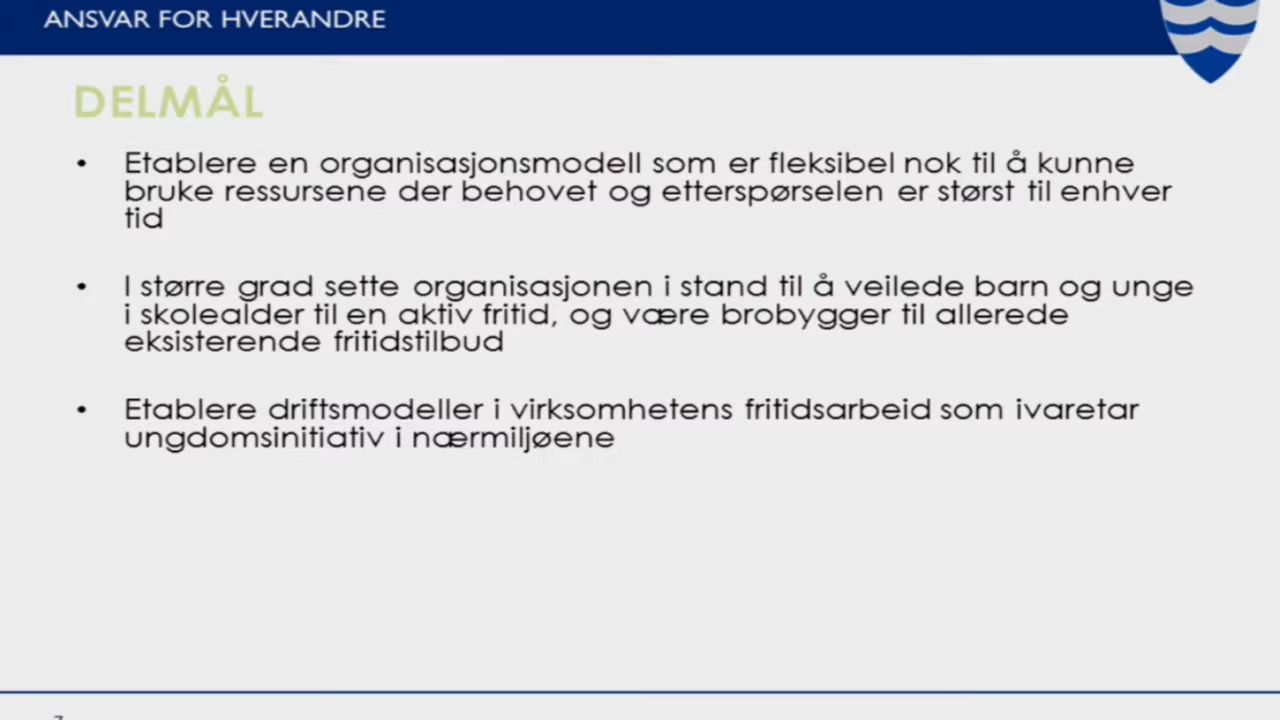 ANSVAR FOR HVERANDRE
DELMÅL
• Etablere en organisasjonsmodell som er fleksibel nok til å kunne
bruke ressursene der behovet og etterspørselen er størst til enhver
tid
• I større grad sette organisasjonen i stand til å veilede barn og unge
i skolealder til en aktiv fritid, og være brobygger til allerede
eksisterende fritidstilbud
• Etablere driftsmodeller i virksomhetens fritidsarbeid som ivaretar
ungdomsinitiativ i nærmiljøene